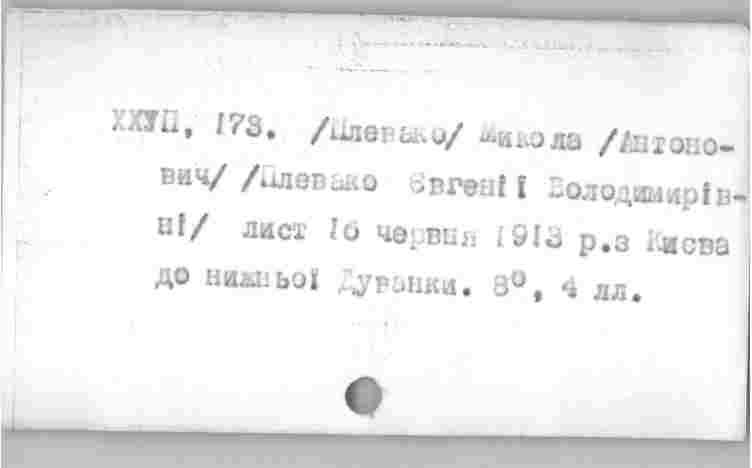 ХХУП, 173. /Плевако/ Микола /Антоно-
вич/ /Плевако Євгенії Володимирів-
ні/ лист 16 червня 1913 р.з Києва
до нижньої Дуванки. 8º, 4 лл.